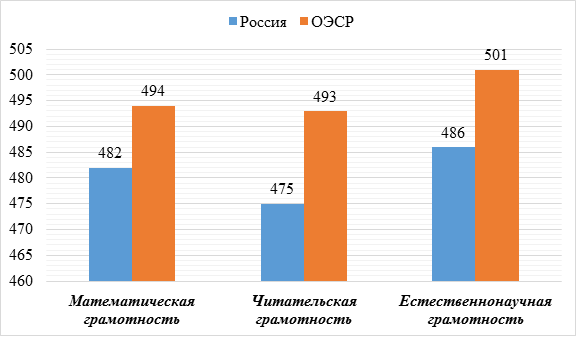 Россия ОЭСР
505
500
495
490
485
480
475
470
465
460
482
494
475
493
486
501
Математическая
грамотность
Читательская
грамотность
Естественнонаучная
грамотность